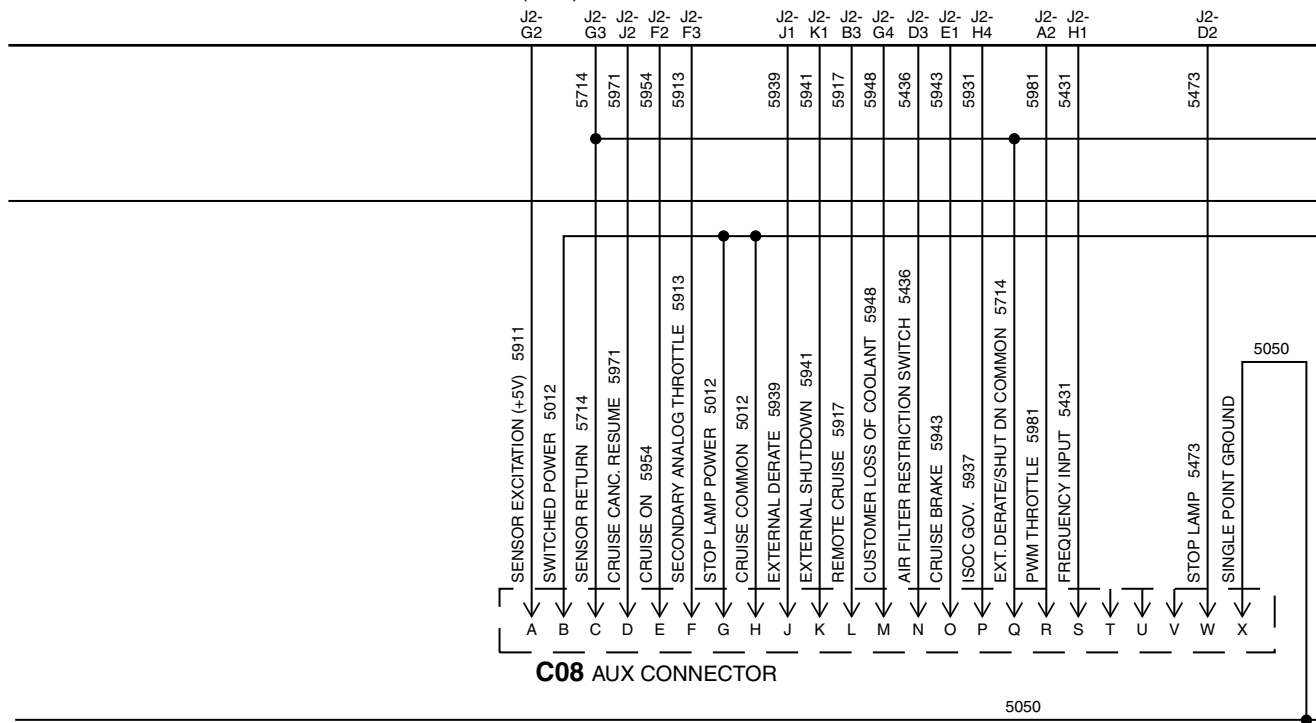 J2-
G2
J2-
G3
J2-
J2
J2-
F2
J2-
F3
J2-
J1
J2-
K1
J2-
B3
J2-
G4
J2-
D3
J2-
E1
J2-
H4
J2-
A2
J2-
H1
J2-
D2
5714
5971
5954
5913
5939
5941
5917
5948
5436
5943
5931
5981
5431
5473
SENSOR EXCITATION (+5V) 5911
SWITCHED POWER 5012
SENSOR RETURN 5714
CRUISE CANC. RESUME 5971
CRUISE ON 5954
SECONDARY ANALOG THROTTLE 5913
STOP LAMP POWER 5012
CRUISE COMMON 5012
EXTERNAL DERATE 5939
EXTERNAL SHUTDOWN 5941
REMOTE CRUISE 5917
CUSTOMER LOSS OF COOLANT 5948
AIR FILTER RESTRICTION SWITCH 5436
CRUISE BRAKE 5943
ISOC GOV. 5937
EXT. DERATE/SHUT DN COMMON 5714
PWM THROTTLE 5981
FREQUENCY INPUT 5431
STOP LAMP 5473
SINGLE POINT GROUND
5050
A B C D E F G H J K L M N O P Q R S T U V W X
C08 AUX CONNECTOR
5050